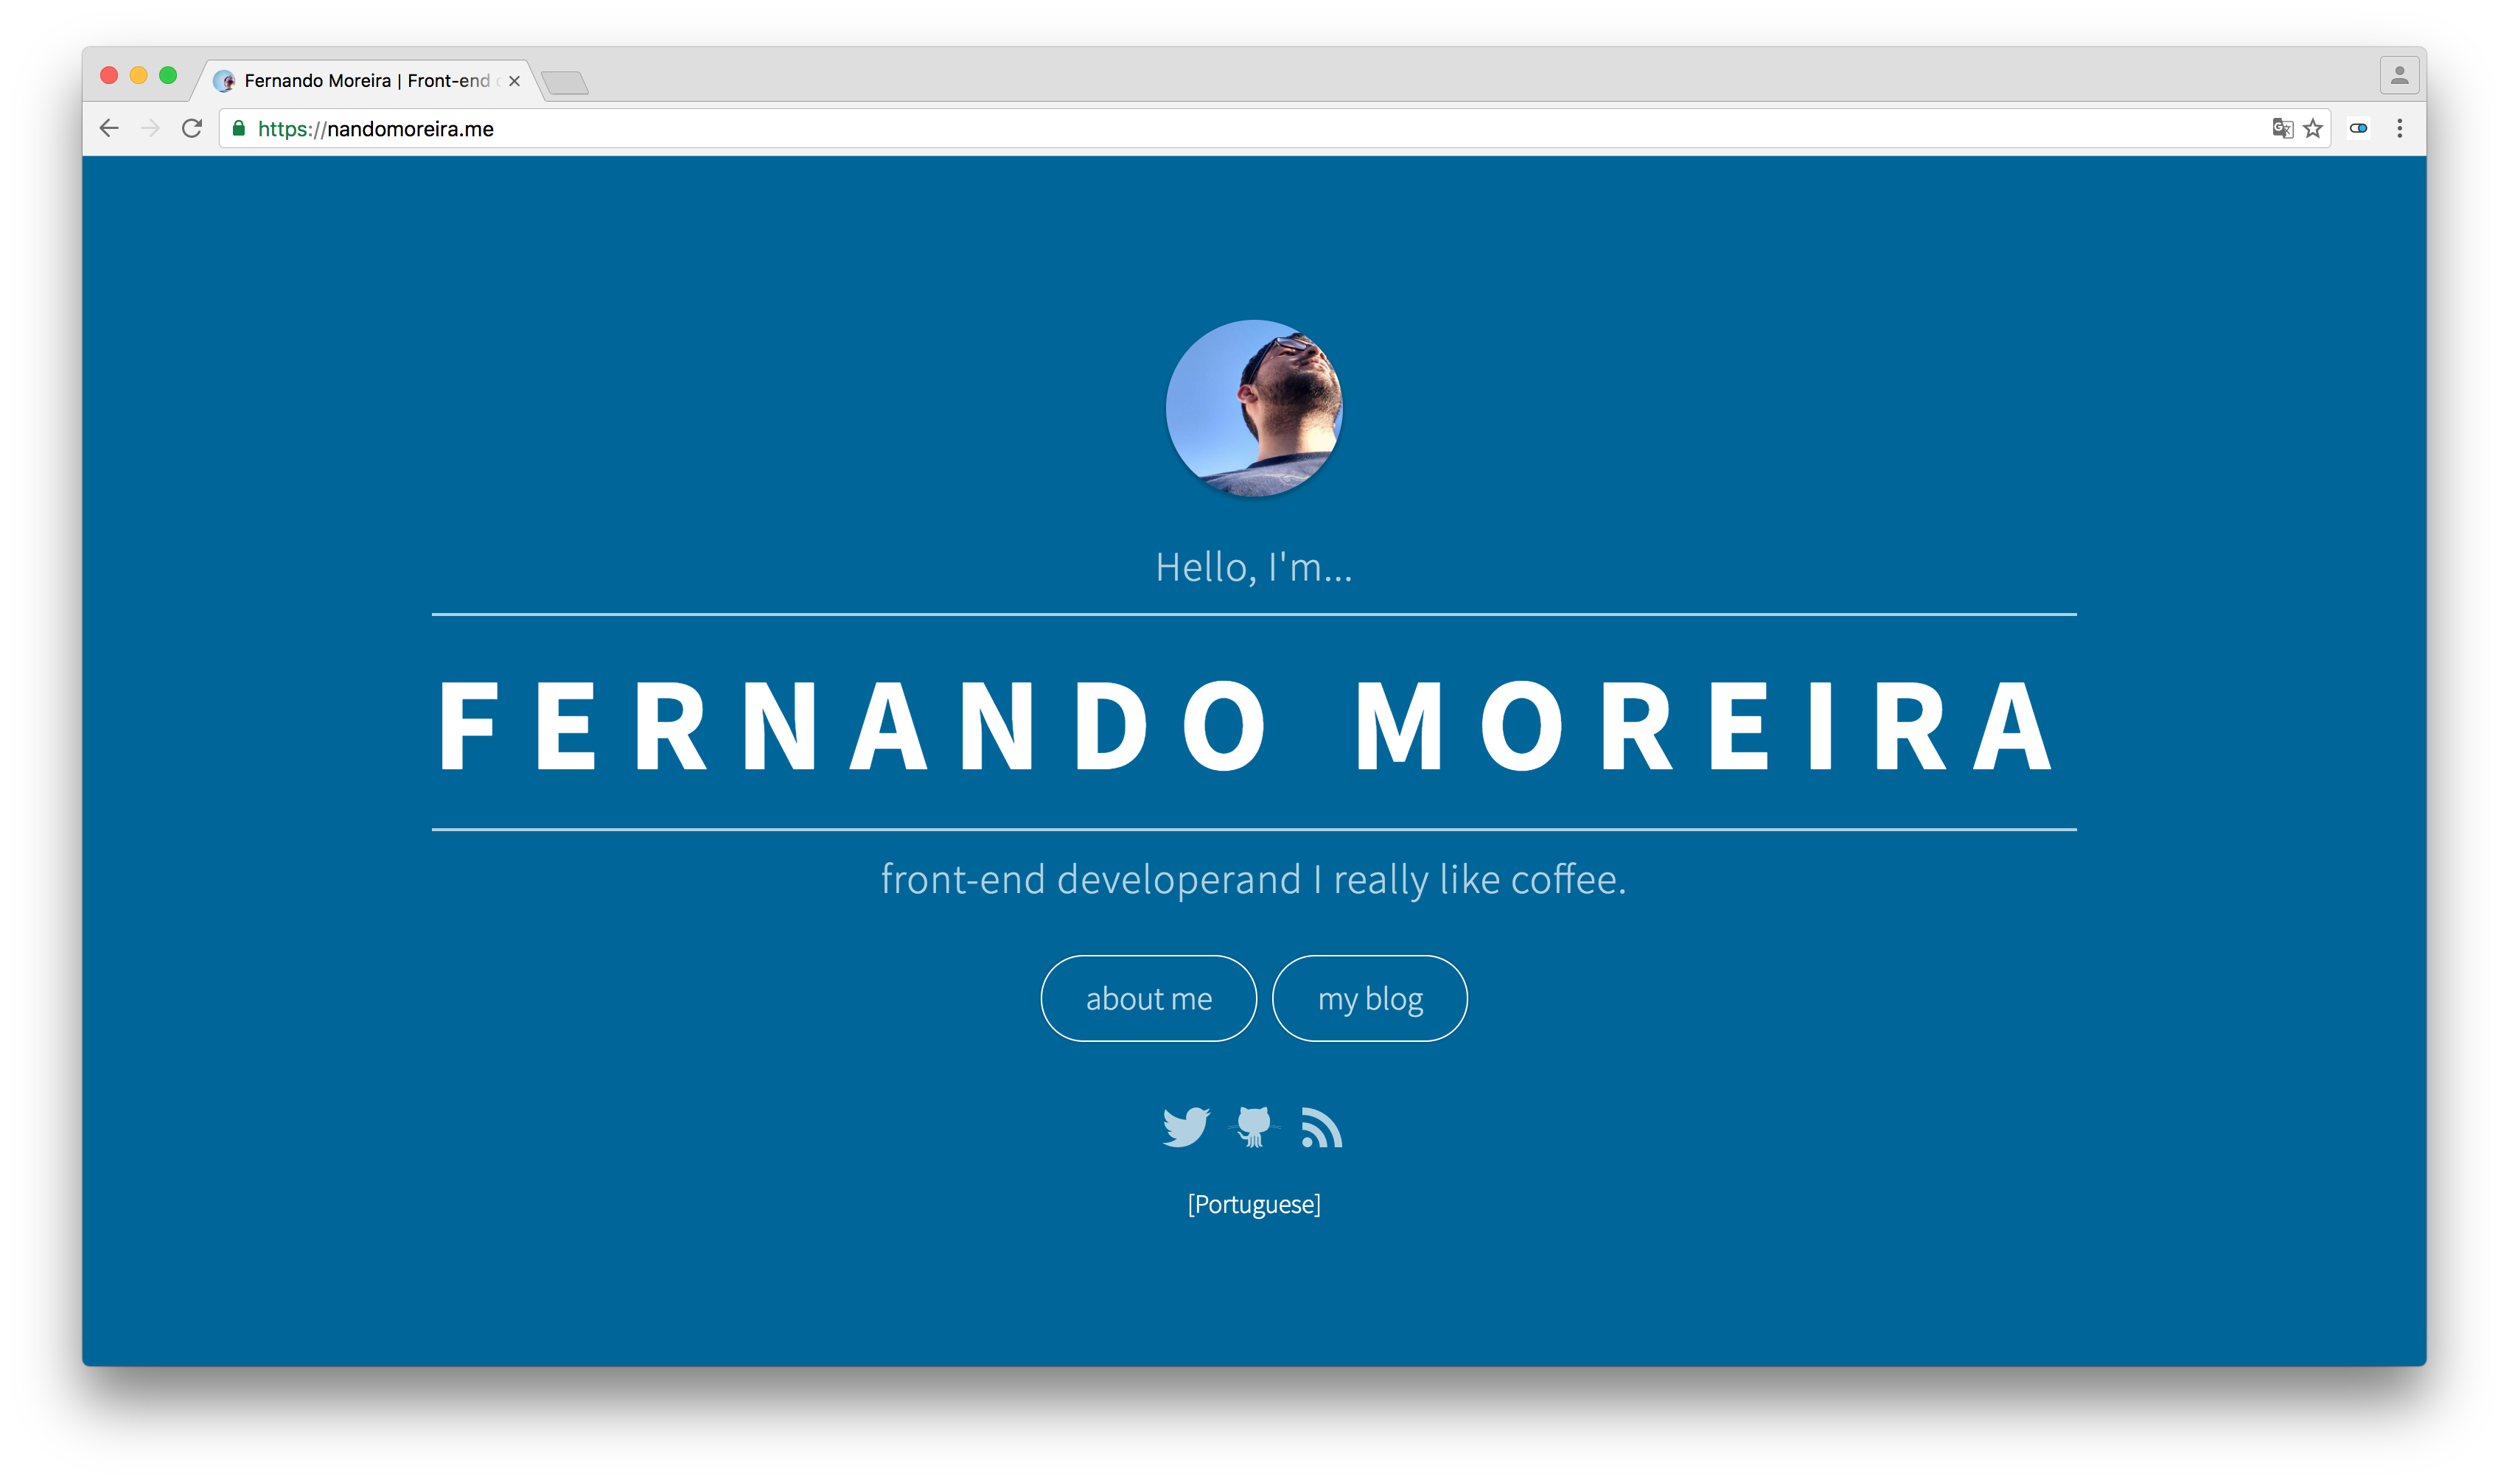 Fernando Moreira | Front-end
https://nandomoreira.me
Hello, I'm...
FERNANDO MOREIRA
front-end developerand I really like coffee.
about me
my blog
[Portuguese]